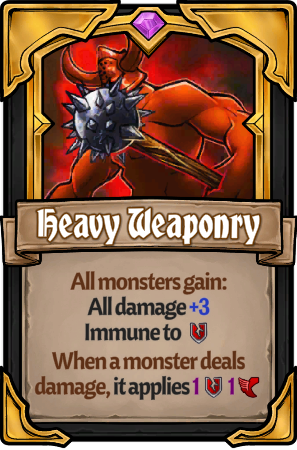 Heavy Weaponry
All monsters gain:
All damage +3
Immune to
When a monster deals
damage, it applies 1 1